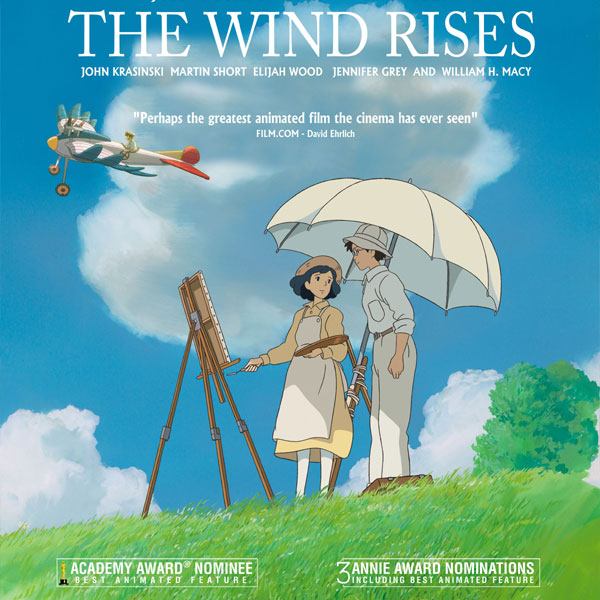 THE WIND RISES
JOHN KRASINSKI MARTIN SHORT ELIJAH WOOD JENNIFER GREY AND WILLIAM H. MACY
"Perhaps the greatest animated film the cinema has ever seen"
FILM.COM - David Ehrlich
ACADEMY AWARD® NOMINEE
BEST ANIMATED FEATURE
3 ANNIE AWARD NOMINATIONS
INCLUDING BEST ANIMATED FEATURE